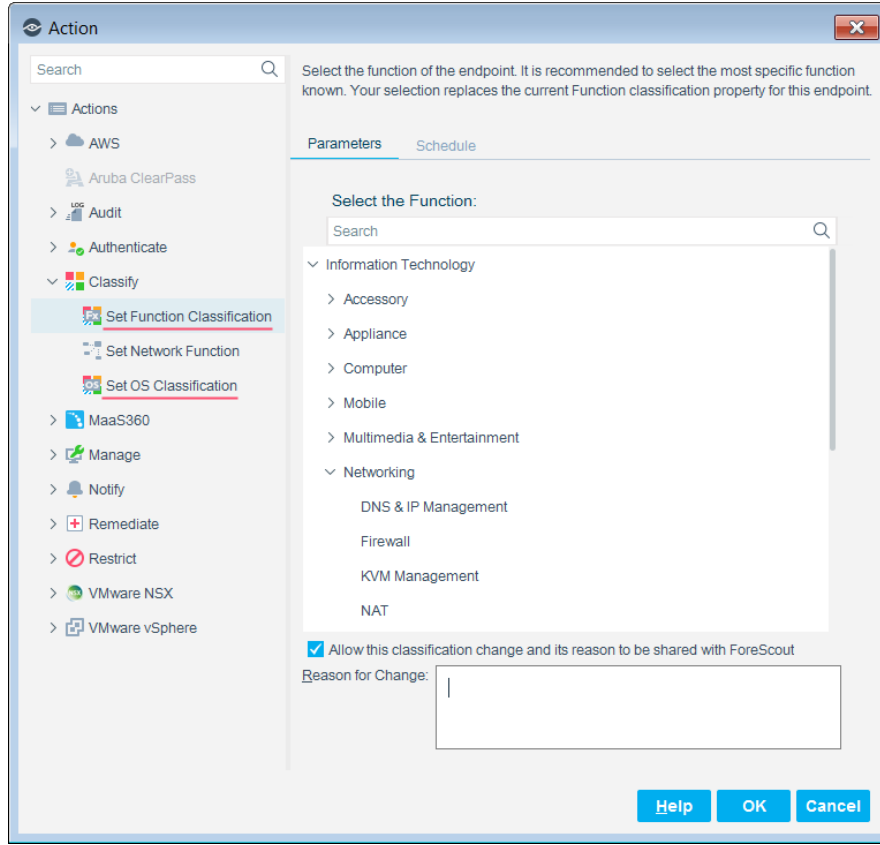 Action
Search
Actions
AWS
Aruba ClearPass
LOG
Audit
Authenticate
Classify
Fx
Set Function Classification
Set Network Function
OS
Set OS Classification
MaaS360
Manage
Notify
Remediate
Restrict
VMware NSX
VMware vSphere
Select the function of the endpoint. It is recommended to select the most specific function
known. Your selection replaces the current Function classification property for this endpoint.
Parameters Schedule
Select the Function:
Search
Information Technology
Accessory
Appliance
Computer
Mobile
Multimedia & Entertainment
Networking
DNS & IP Management
Firewall
KVM Management
NAT
Allow this classification change and its reason to be shared with ForeScout
Reason for Change:
Help OK Cancel